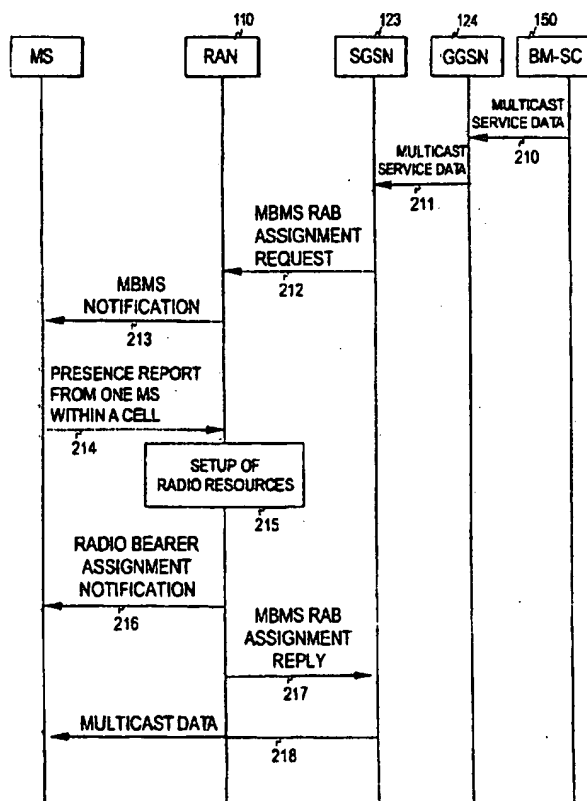 110
123
124
150
MS
RAN
SGSN
GGSN
BM-SC
MULTICAST
SERVICE DATA
210
MULTICAST
SERVICE DATA
211
MBMS RAB
ASSIGNMENT
REQUEST
212
MBMS
NOTIFICATION
213
PRESENCE REPORT
FROM ONE MS
WITHIN A CELL
214
SETUP OF
RADIO RESOURCES
215
RADIO BEARER
ASSIGNMENT
NOTIFICATION
216
MBMS RAB
ASSIGNMENT
REPLY
217
MULTICAST DATA
218